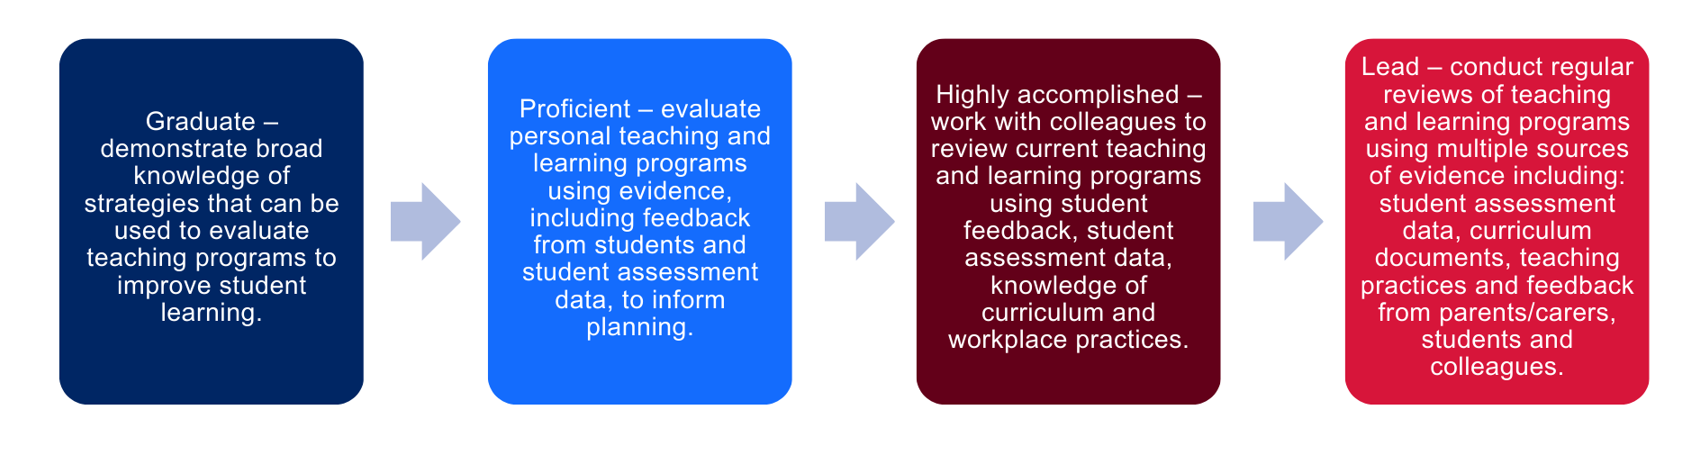 Graduate –
demonstrate broad
knowledge of
strategies that can be
used to evaluate
teaching programs to
improve student
learning.
Proficient – evaluate
personal teaching and
learning programs
using evidence,
including feedback
from students and
student assessment
data, to inform
planning.
Highly accomplished –
work with colleagues to
review current teaching
and learning programs
using student
feedback, student
assessment data,
knowledge of
curriculum and
workplace practices.
Lead – conduct regular
reviews of teaching
and learning programs
using multiple sources
of evidence including:
student assessment
data, curriculum
documents, teaching
practices and feedback
from parents/carers,
students and
colleagues.